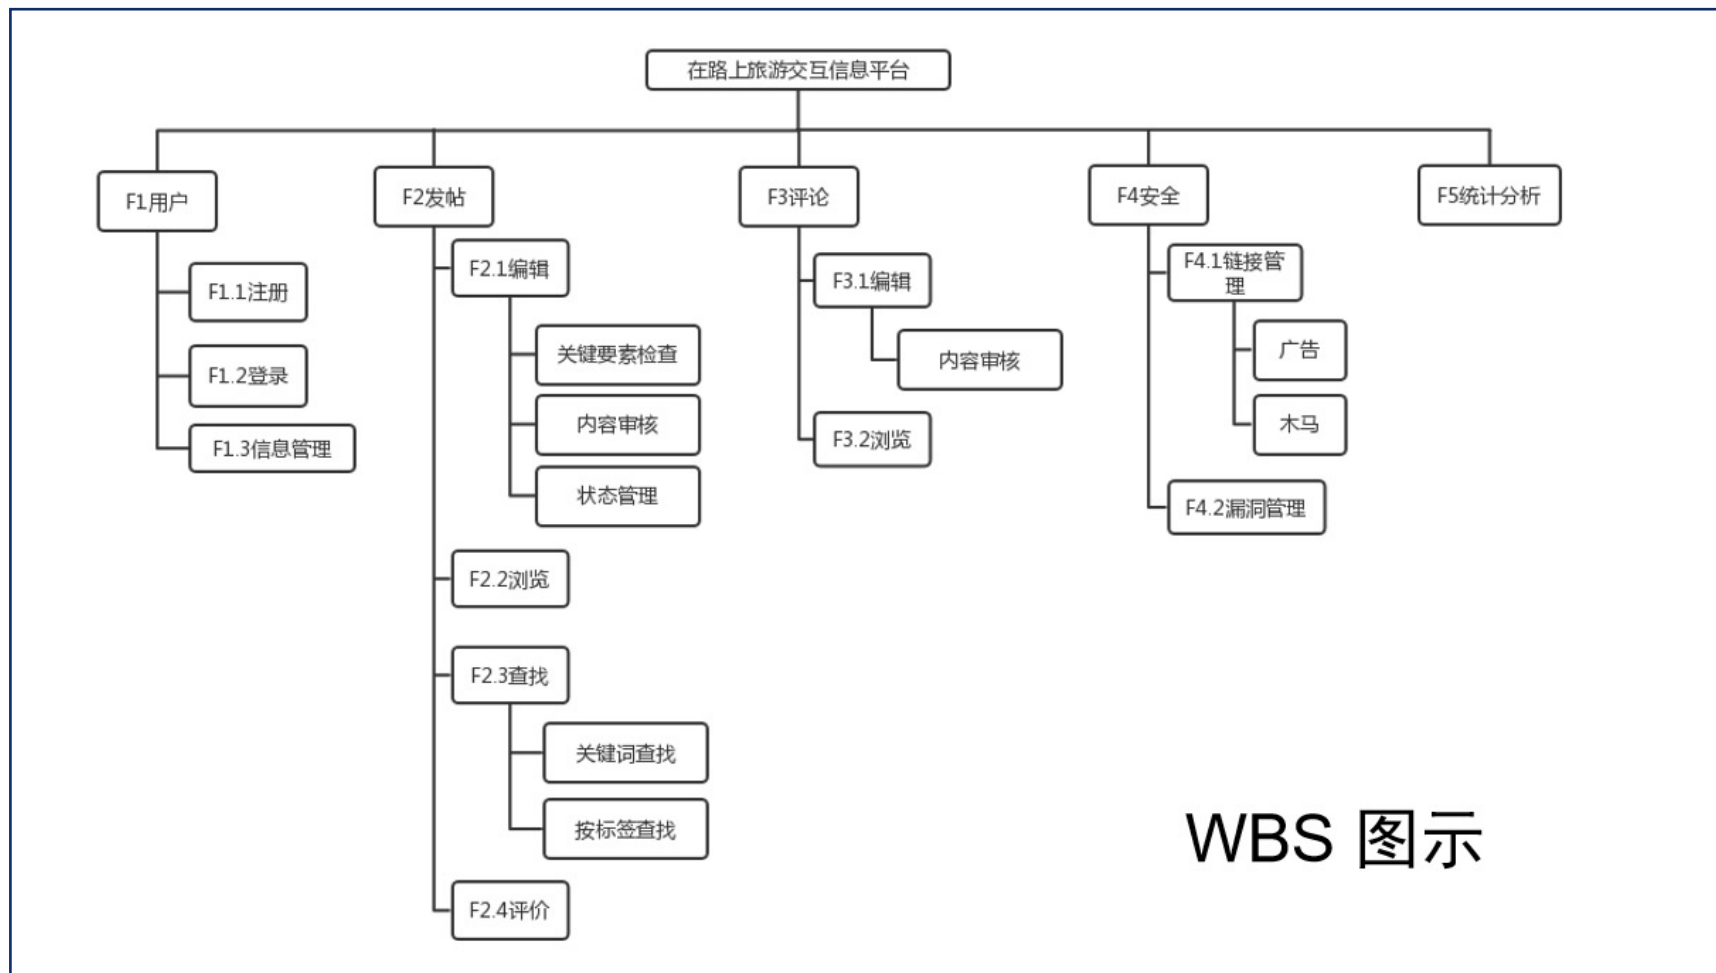 在路上旅游交互信息平台
F1用户
F1.1注册
F1.2登录
F1.3信息管理
F2发帖
F2.1编辑
关键要素检查
内容审核
状态管理
F2.2浏览
F2.3查找
关键词查找
按标签查找
F2.4评价
F3评论
F3.1编辑
内容审核
F3.2浏览
F4安全
F4.1链接管
理
广告
木马
F4.2漏洞管理
F5统计分析
WBS 图示